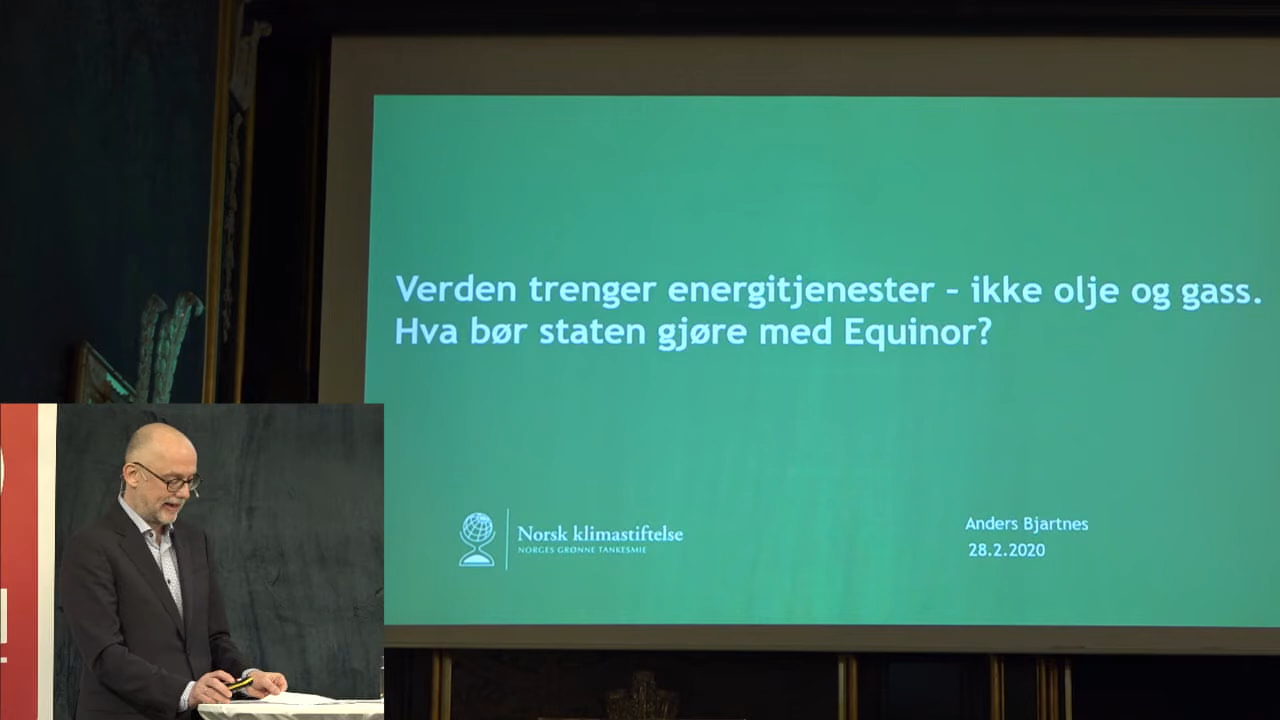 Verden trenger energitjenester – ikke olje og gass.
Hva bør staten gjøre med Equinor?
Norsk klimastiftelse
NORGES GRØNNE TANKESMIE
Anders Bjartnes
28.2.2020